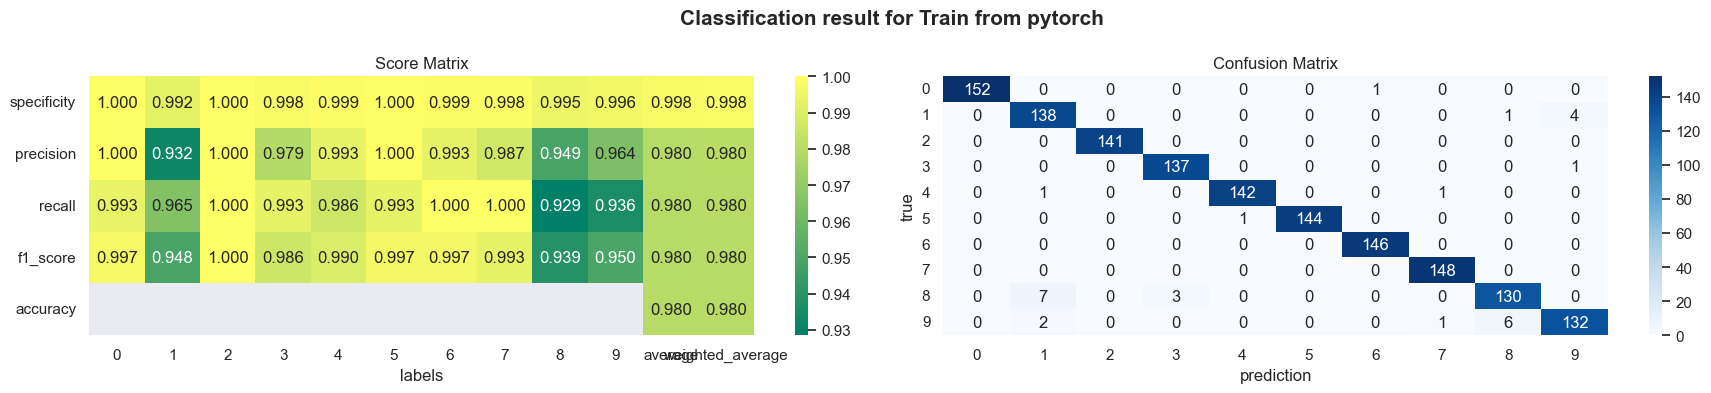 Classification result for Train from pytorch
Score Matrix
specificity 1.000 0.992 1.000 0.998 0.999 1.000 0.999 0.998 0.995 0.996 0.998 0.998
precision 1.000 0.932 1.000 0.979 0.993 1.000 0.993 0.987 0.949 0.964 0.980 0.980
recall 0.993 0.965 1.000 0.993 0.986 0.993 1.000 1.000 0.929 0.936 0.980 0.980
f1_score 0.997 0.948 1.000 0.986 0.990 0.997 0.997 0.993 0.939 0.950 0.980 0.980
accuracy 0.980 0.980
0 1 2 3 4 5 6 7 8 9 average weighted_average
labels
1.00
0.99
0.98
0.97
0.96
0.95
0.94
0.93
Confusion Matrix
true
0 152 0 0 0 0 0 1 0 0 0
1 0 138 0 0 0 0 0 0 1 4
2 0 0 141 0 0 0 0 0 0 0
3 0 0 0 137 0 0 0 0 0 1
4 0 1 0 0 142 0 0 1 0 0
5 0 0 0 0 1 144 0 0 0 0
6 0 0 0 0 0 0 146 0 0 0
7 0 0 0 0 0 0 0 148 0 0
8 0 7 0 3 0 0 0 0 130 0
9 0 2 0 0 0 0 0 1 6 132
0 1 2 3 4 5 6 7 8 9
prediction
140
120
100
80
60
40
20
0